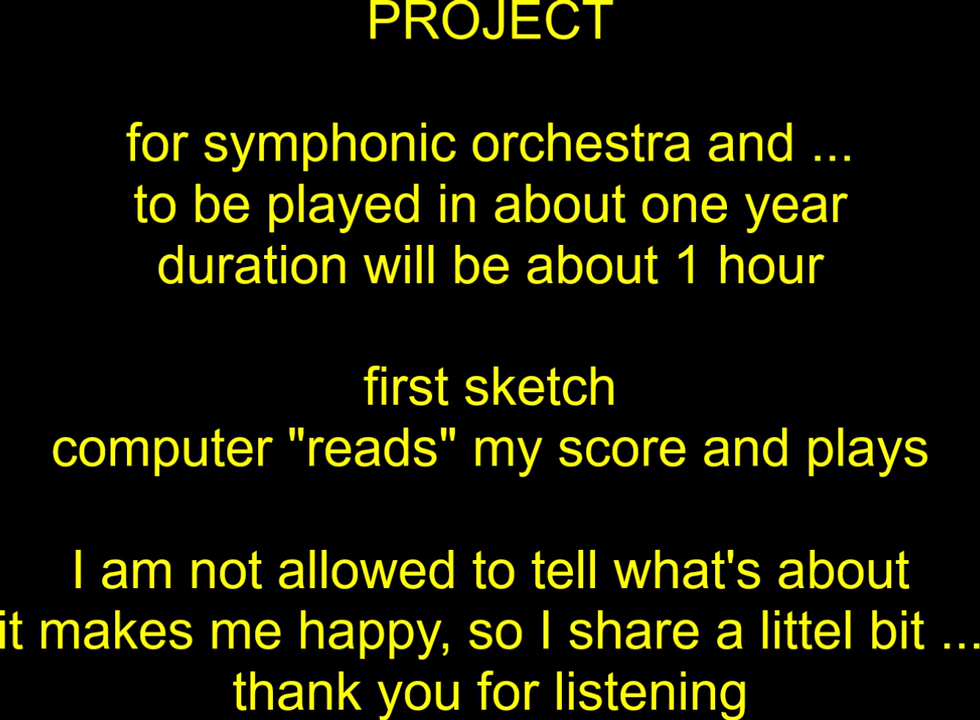 PROJECT
for symphonic orchestra and ...
to be played in about one year
duration will be about 1 hour
first sketch
computer "reads" my score and plays
I am not allowed to tell what's about
it makes me happy, so I share a littel bit ...
thank you for listening